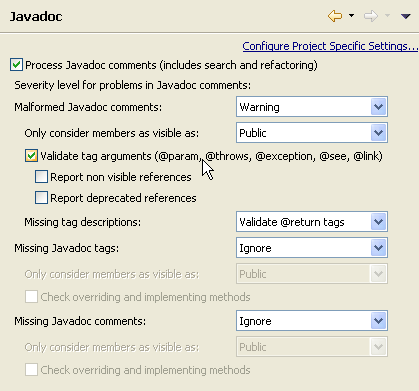 Javadoc
Configure Project Specific Settings...
Process Javadoc comments (includes search and refactoring)
Severity level for problems in Javadoc comments:
Malformed Javadoc comments: Warning
Only consider members as visible as: Public
Validate tag arguments (@param, @throws, @exception, @see, @link)
Report non visible references
Report deprecated references
Missing tag descriptions: Validate @return tags
Missing Javadoc tags: Ignore
Only consider members as visible as: Public
Check overriding and implementing methods
Missing Javadoc comments: Ignore
Only consider members as visible as: Public
Check overriding and implementing methods